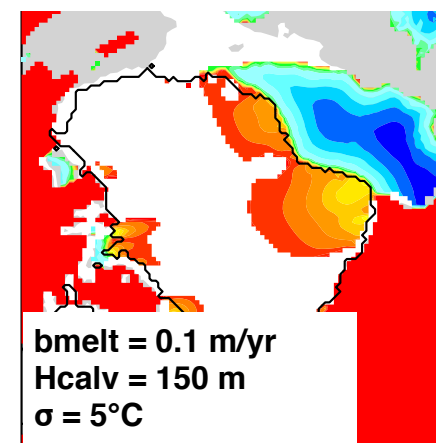 bmelt = 0.1 m/yr
Hcalv = 150 m
σ = 5°C